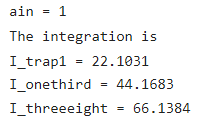 ain = 1
The integration is
I_trap1 = 22.1031
I_onethird = 44.1683
I_threeeight = 66.1384